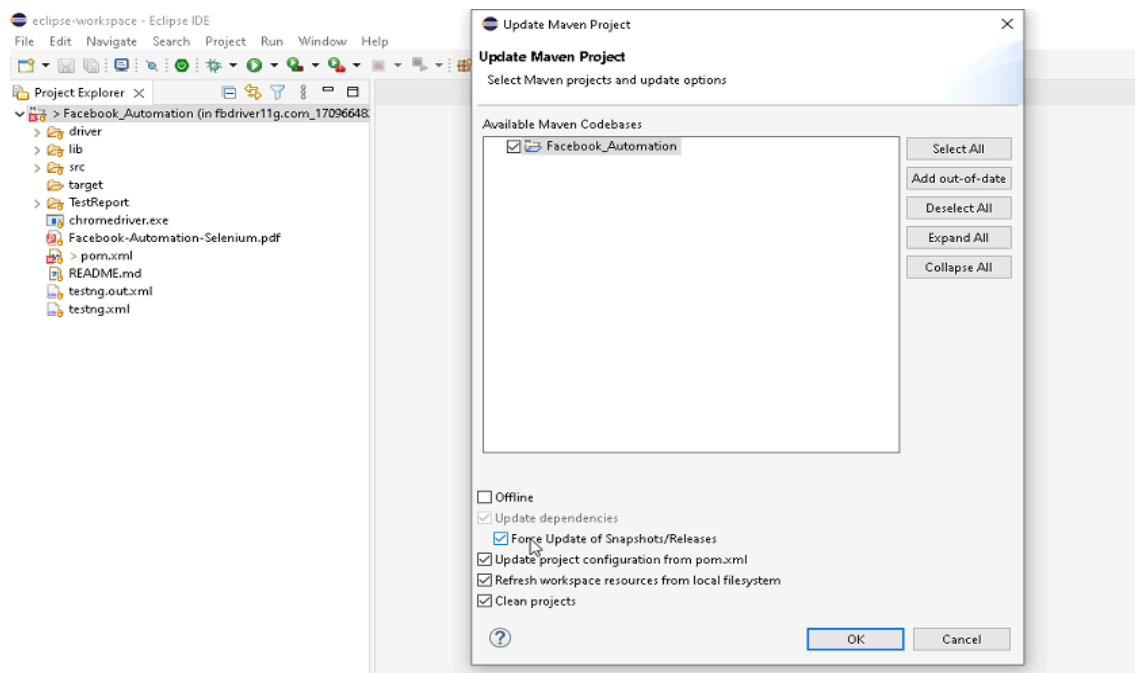 eclipse-workspace - Eclipse IDE
File Edit Navigate Search Project Run Window Help
Project Explorer
> Facebook_Automation (in fbdriver11g.com_17096648
driver
lib
src
target
TestReport
chromedriver.exe
Facebook-Automation-Selenium.pdf
> pom.xml
README.md
testng.out.xml
testng.xml
Update Maven Project
Update Maven Project
Select Maven projects and update options
Available Maven Codebases
Facebook_Automation
Select All
Add out-of-date
Deselect All
Expand All
Collapse All
Offline
Update dependencies
Force Update of Snapshots/Releases
Update project configuration from pom.xml
Refresh workspace resources from local filesystem
Clean projects
OK Cancel